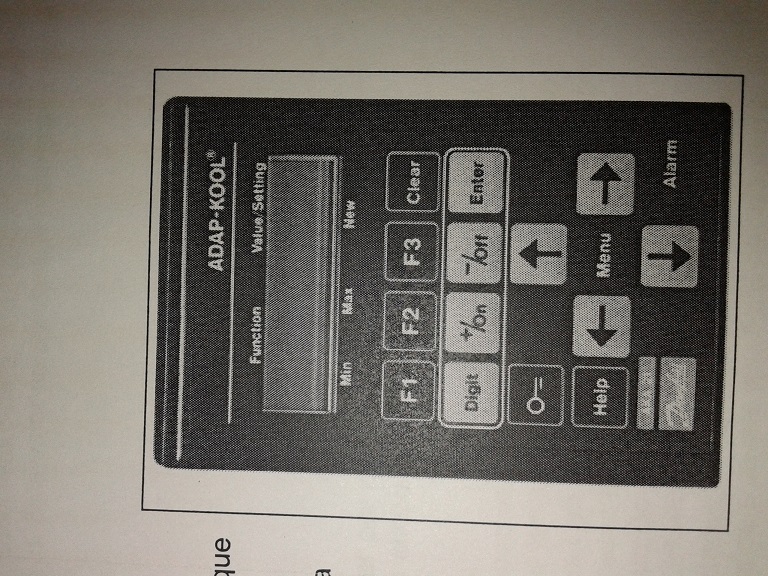 ADAP-KOOL®
Function Value/Setting
Min Max New
F1 F2 F3 Clear
Digit +/On -/Off Enter
Help Menu
Danfoss
Alarm
que
a